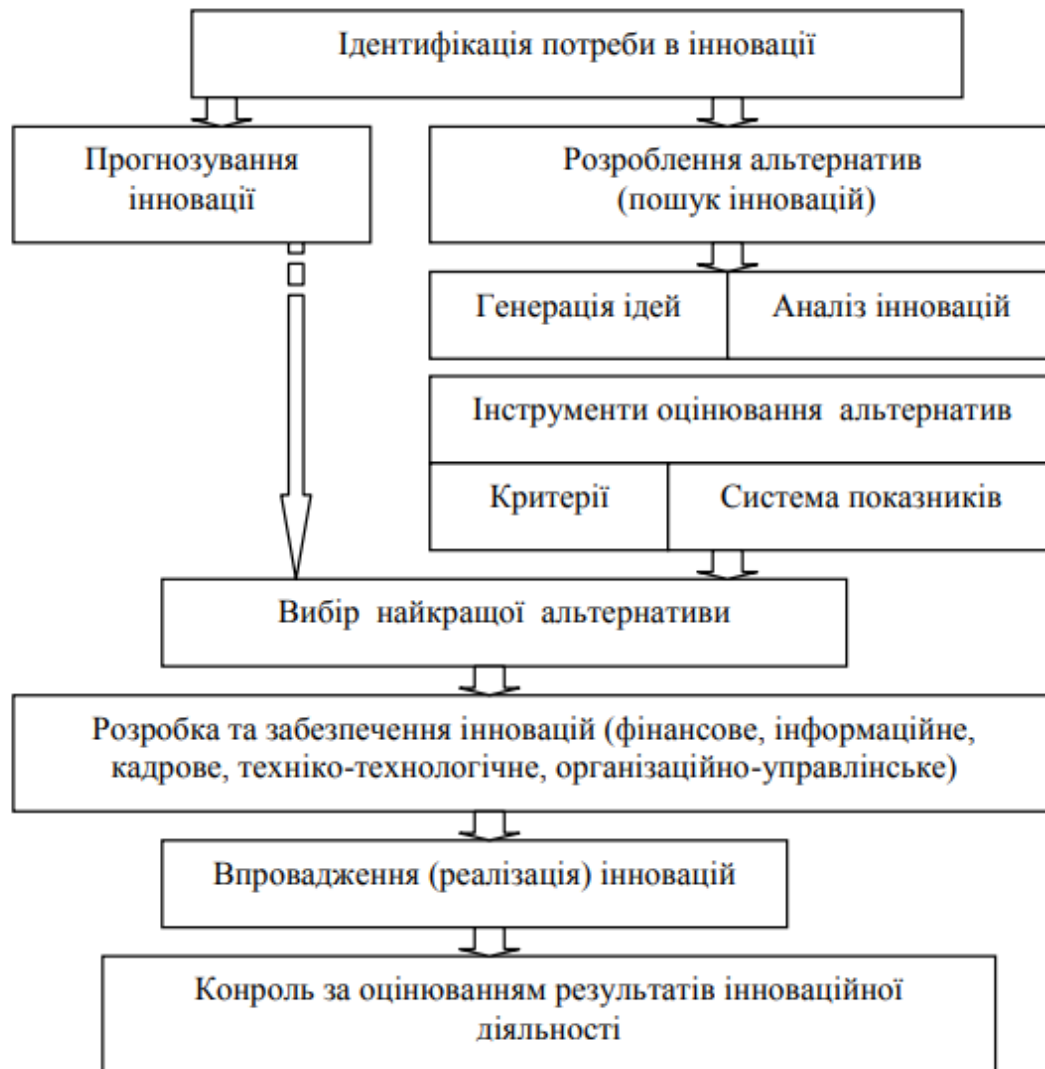 Ідентифікація потреби в інновації
Прогнозування
інновації
Розроблення альтернатив
(пошук інновацій)
Генерація ідей
Аналіз інновацій
Інструменти оцінювання альтернатив
Критерії
Система показників
Вибір найкращої альтернативи
Розробка та забезпечення інновацій (фінансове, інформаційне,
кадрове, техніко-технологічне, організаційно-управлінське)
Впровадження (реалізація) інновацій
Конроль за оцінюванням результатів інноваційної
діяльності